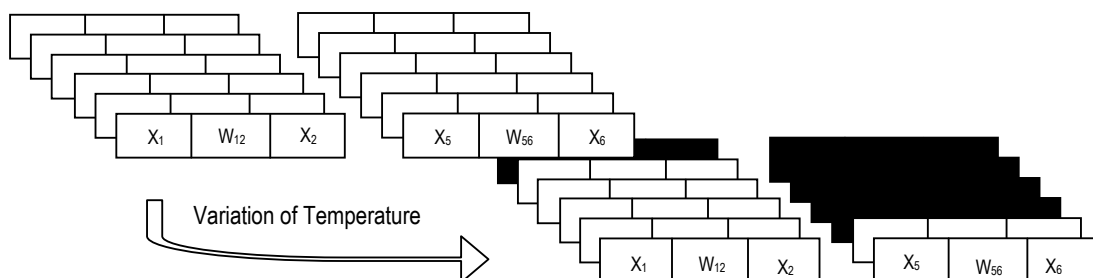 X₁ W₁₂ X₂ X₅ W₅₆ X₆
Variation of Temperature
X₁ W₁₂ X₂ X₅ W₅₆ X₆